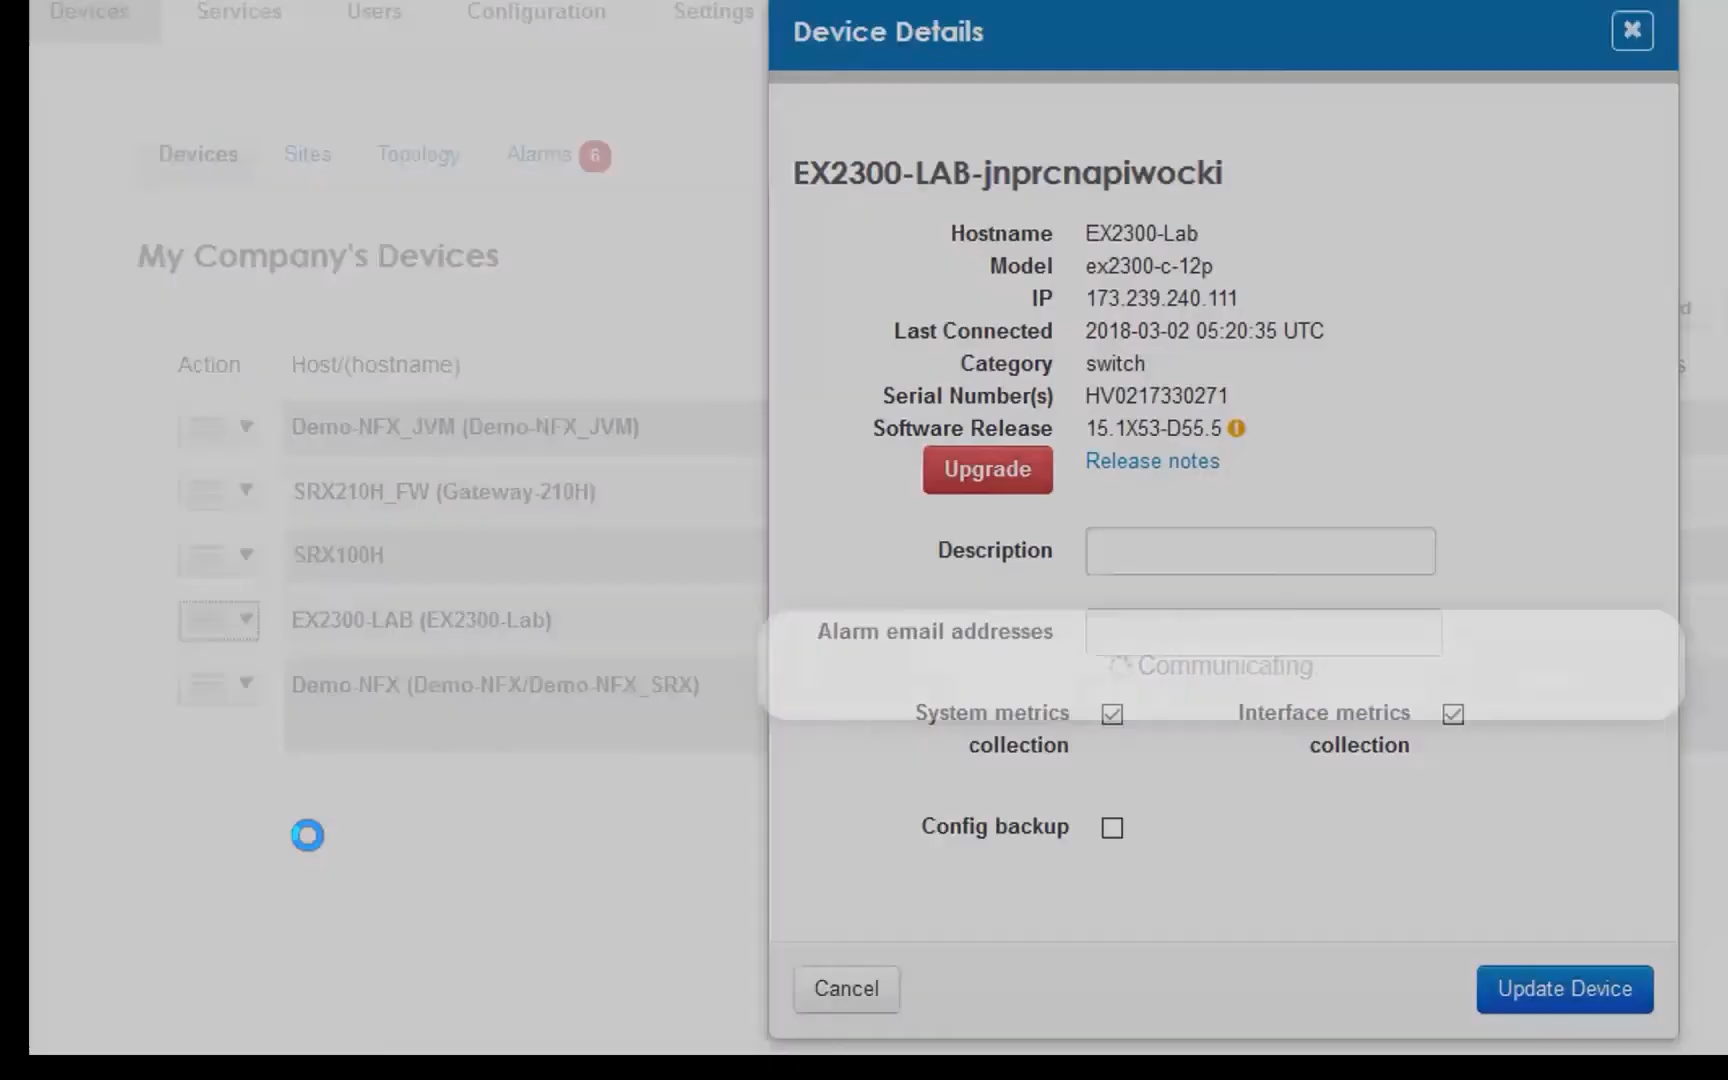 Devices Services Users Configuration Settings
Device Details
Devices Sites Topology Alarms 6
EX2300-LAB-jnprcnapiwocki
My Company's Devices
Hostname EX2300-Lab
Model ex2300-c-12p
IP 173.239.240.111
Last Connected 2018-03-02 05:20:35 UTC
Category switch
Serial Number(s) HV0217330271
Software Release 15.1X53-D55.5
Upgrade Release notes
Action Host/(hostname)
Demo-NFX_JVM (Demo-NFX_JVM)
SRX210H_FW (Gateway-210H)
SRX100H
EX2300-LAB (EX2300-Lab)
Demo-NFX (Demo-NFX/Demo-NFX_SRX)
Description
Alarm email addresses
Communicating
System metrics collection
Interface metrics collection
Config backup
Cancel Update Device